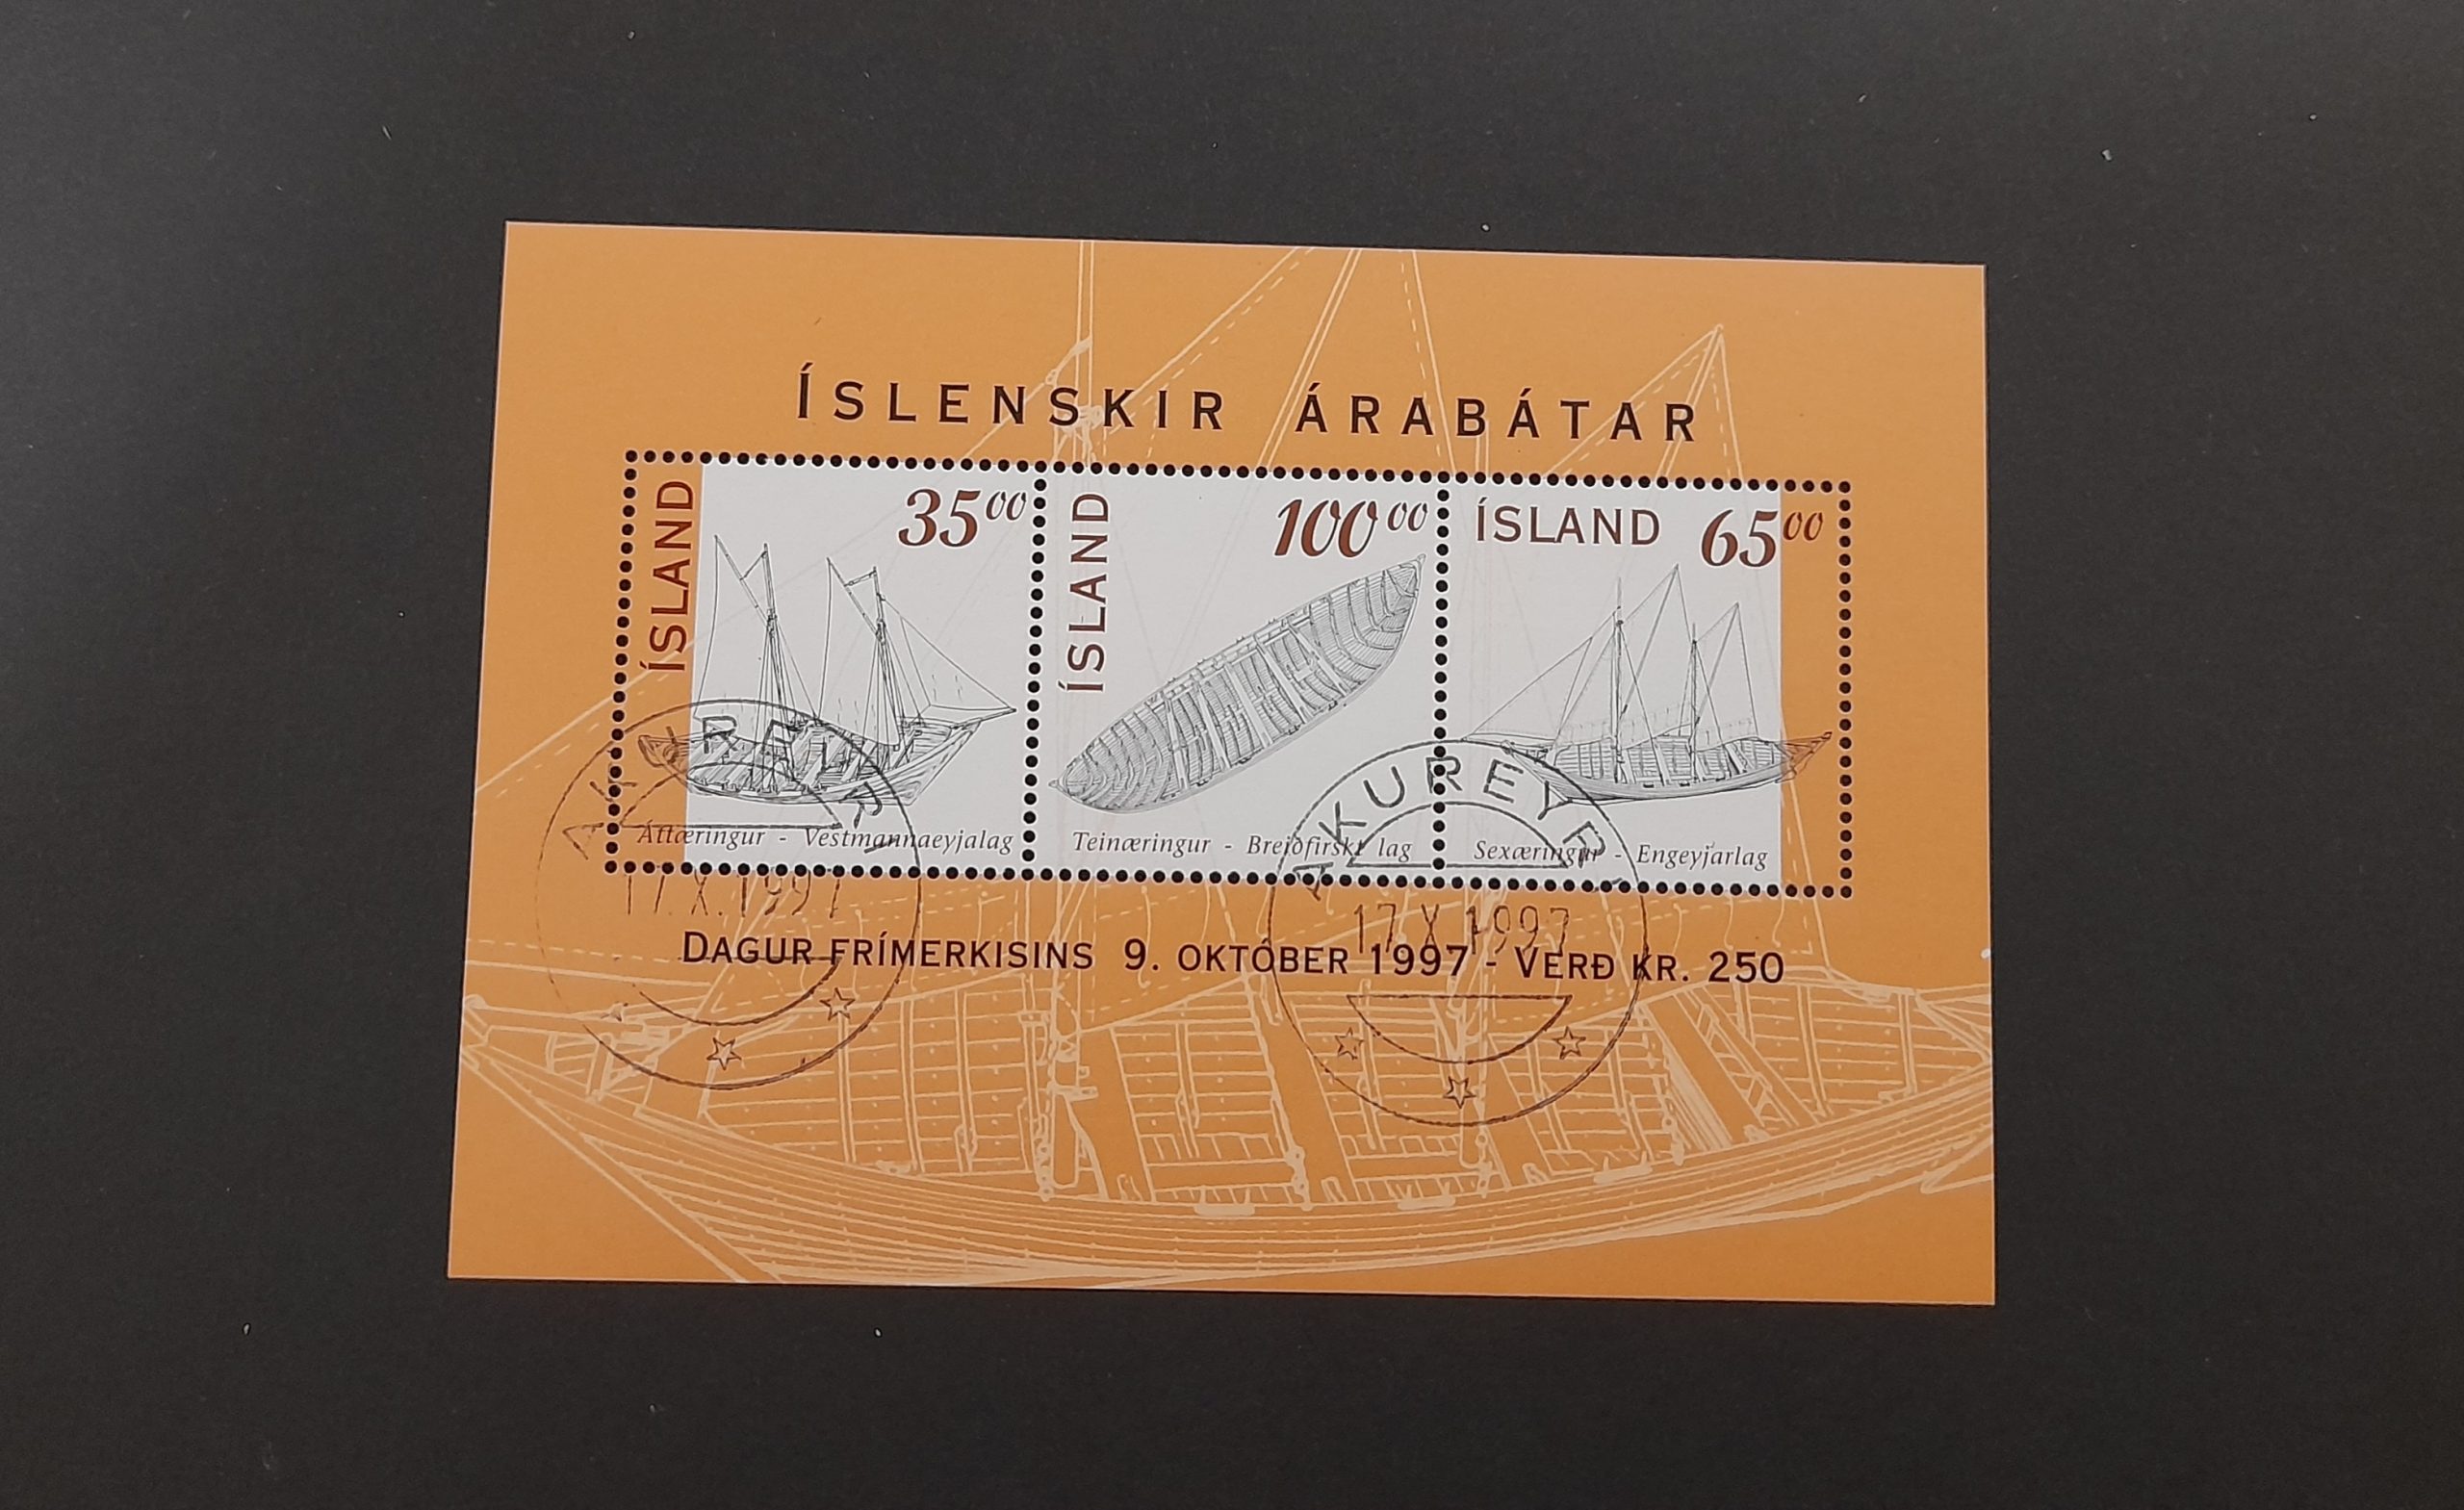 ÍSLENSKIR ÁRABÁTAR
ÍSLAND
35⁰⁰
Áttæringur - Vestmannaeyjalag
ÍSLAND
100⁰⁰
Teinæringur - Breiðfirskt lag
ÍSLAND
65⁰⁰
Sexæringur - Engeyjarlag
AKUREYRI
17.X.1997
AKUREYRI
17.X.1997
DAGUR FRÍMERKISINS 9. OKTÓBER 1997 - VERÐ KR. 250